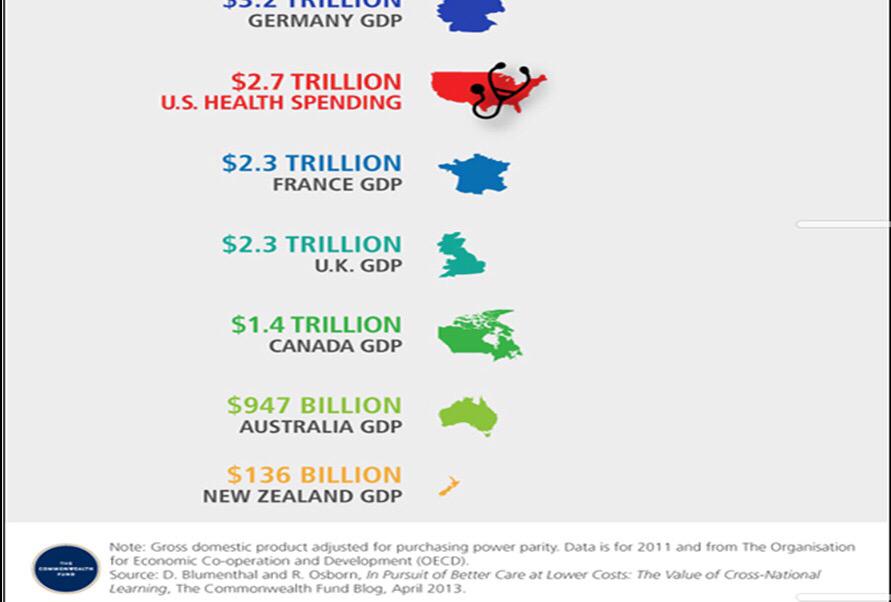 $3.2 TRILLION
GERMANY GDP
$2.7 TRILLION
U.S. HEALTH SPENDING
$2.3 TRILLION
FRANCE GDP
$2.3 TRILLION
U.K. GDP
$1.4 TRILLION
CANADA GDP
$947 BILLION
AUSTRALIA GDP
$136 BILLION
NEW ZEALAND GDP
THE
COMMONWEALTH
FUND
Note: Gross domestic product adjusted for purchasing power parity. Data is for 2011 and from The Organisation
for Economic Co-operation and Development (OECD).
Source: D. Blumenthal and R. Osborn, In Pursuit of Better Care at Lower Costs: The Value of Cross-National
Learning, The Commonwealth Fund Blog, April 2013.